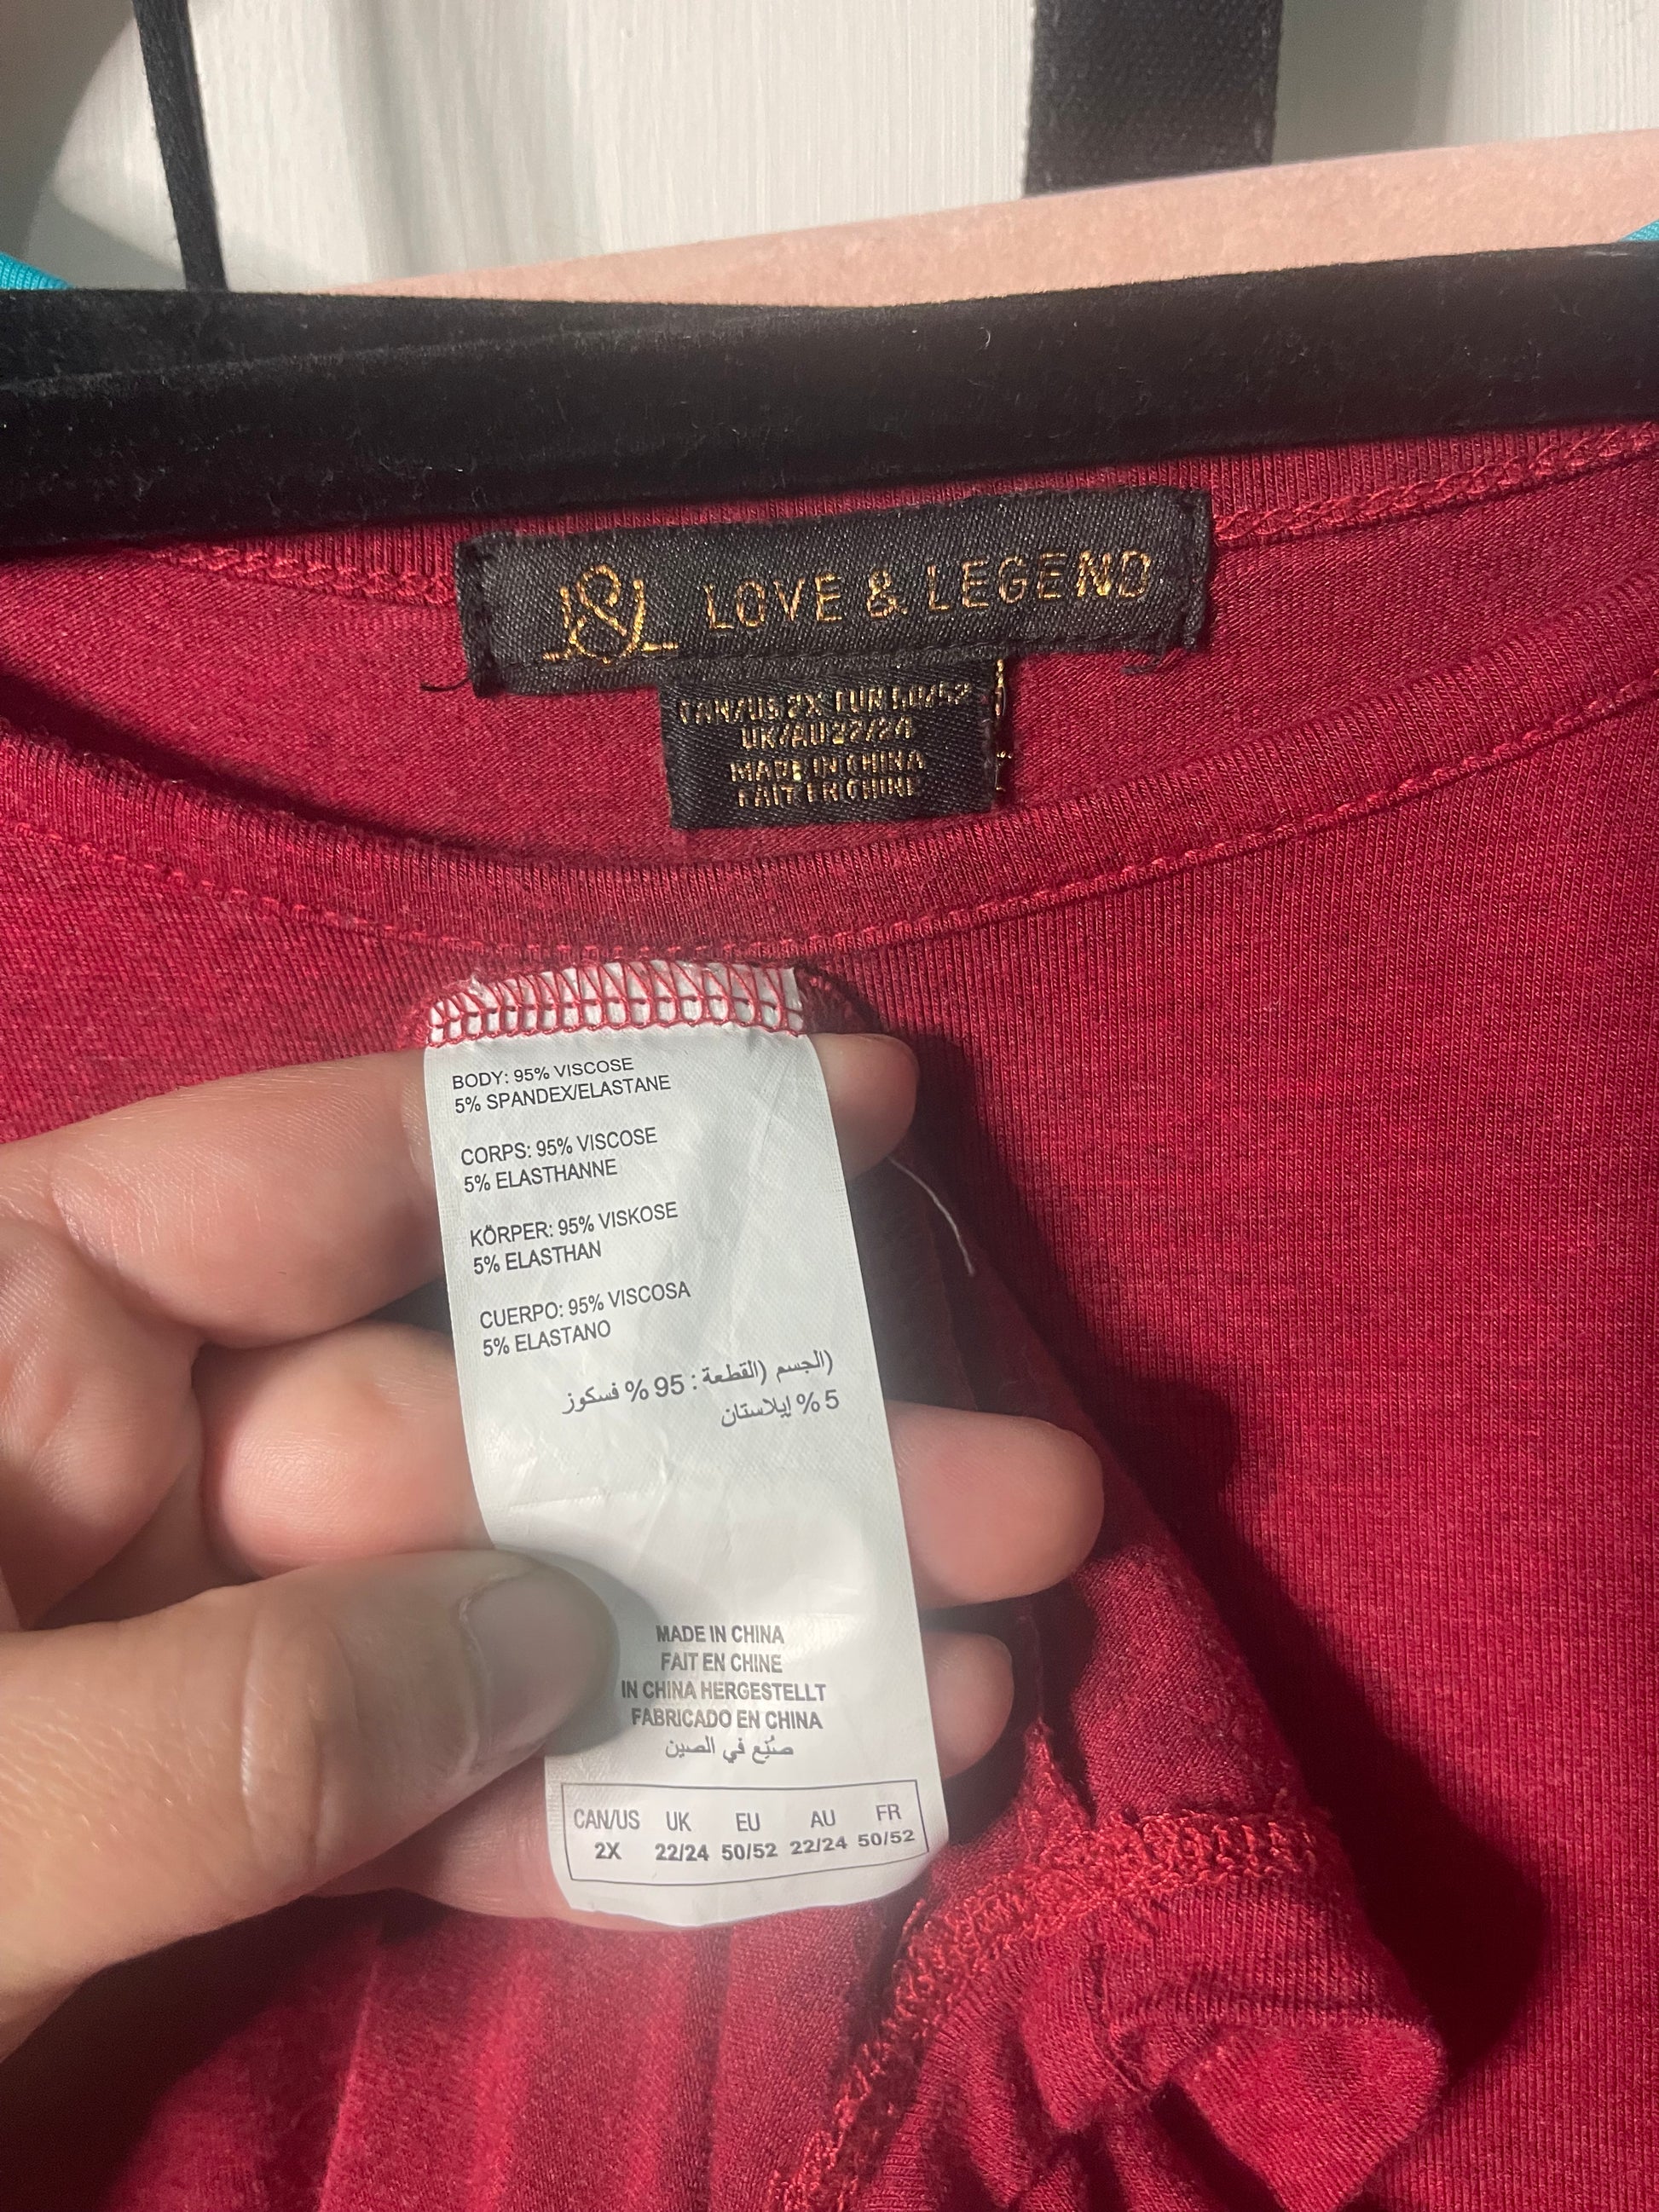 LOVE & LEGEND
CAN/US 2X EUR 50/52
UK/AU 22/24
MADE IN CHINA
FAIT EN CHINE
BODY: 95% VISCOSE
5% SPANDEX/ELASTANE
CORPS: 95% VISCOSE
5% ELASTHANNE
KÖRPER: 95% VISKOSE
5% ELASTHAN
CUERPO: 95% VISCOSA
5% ELASTANO
(الجسم (القطعة : 95 % فسكوز
5 % إيلاستان
MADE IN CHINA
FAIT EN CHINE
IN CHINA HERGESTELLT
FABRICADO EN CHINA
صُنِع في الصين
CAN/US UK EU AU FR
2X 22/24 50/52 22/24 50/52